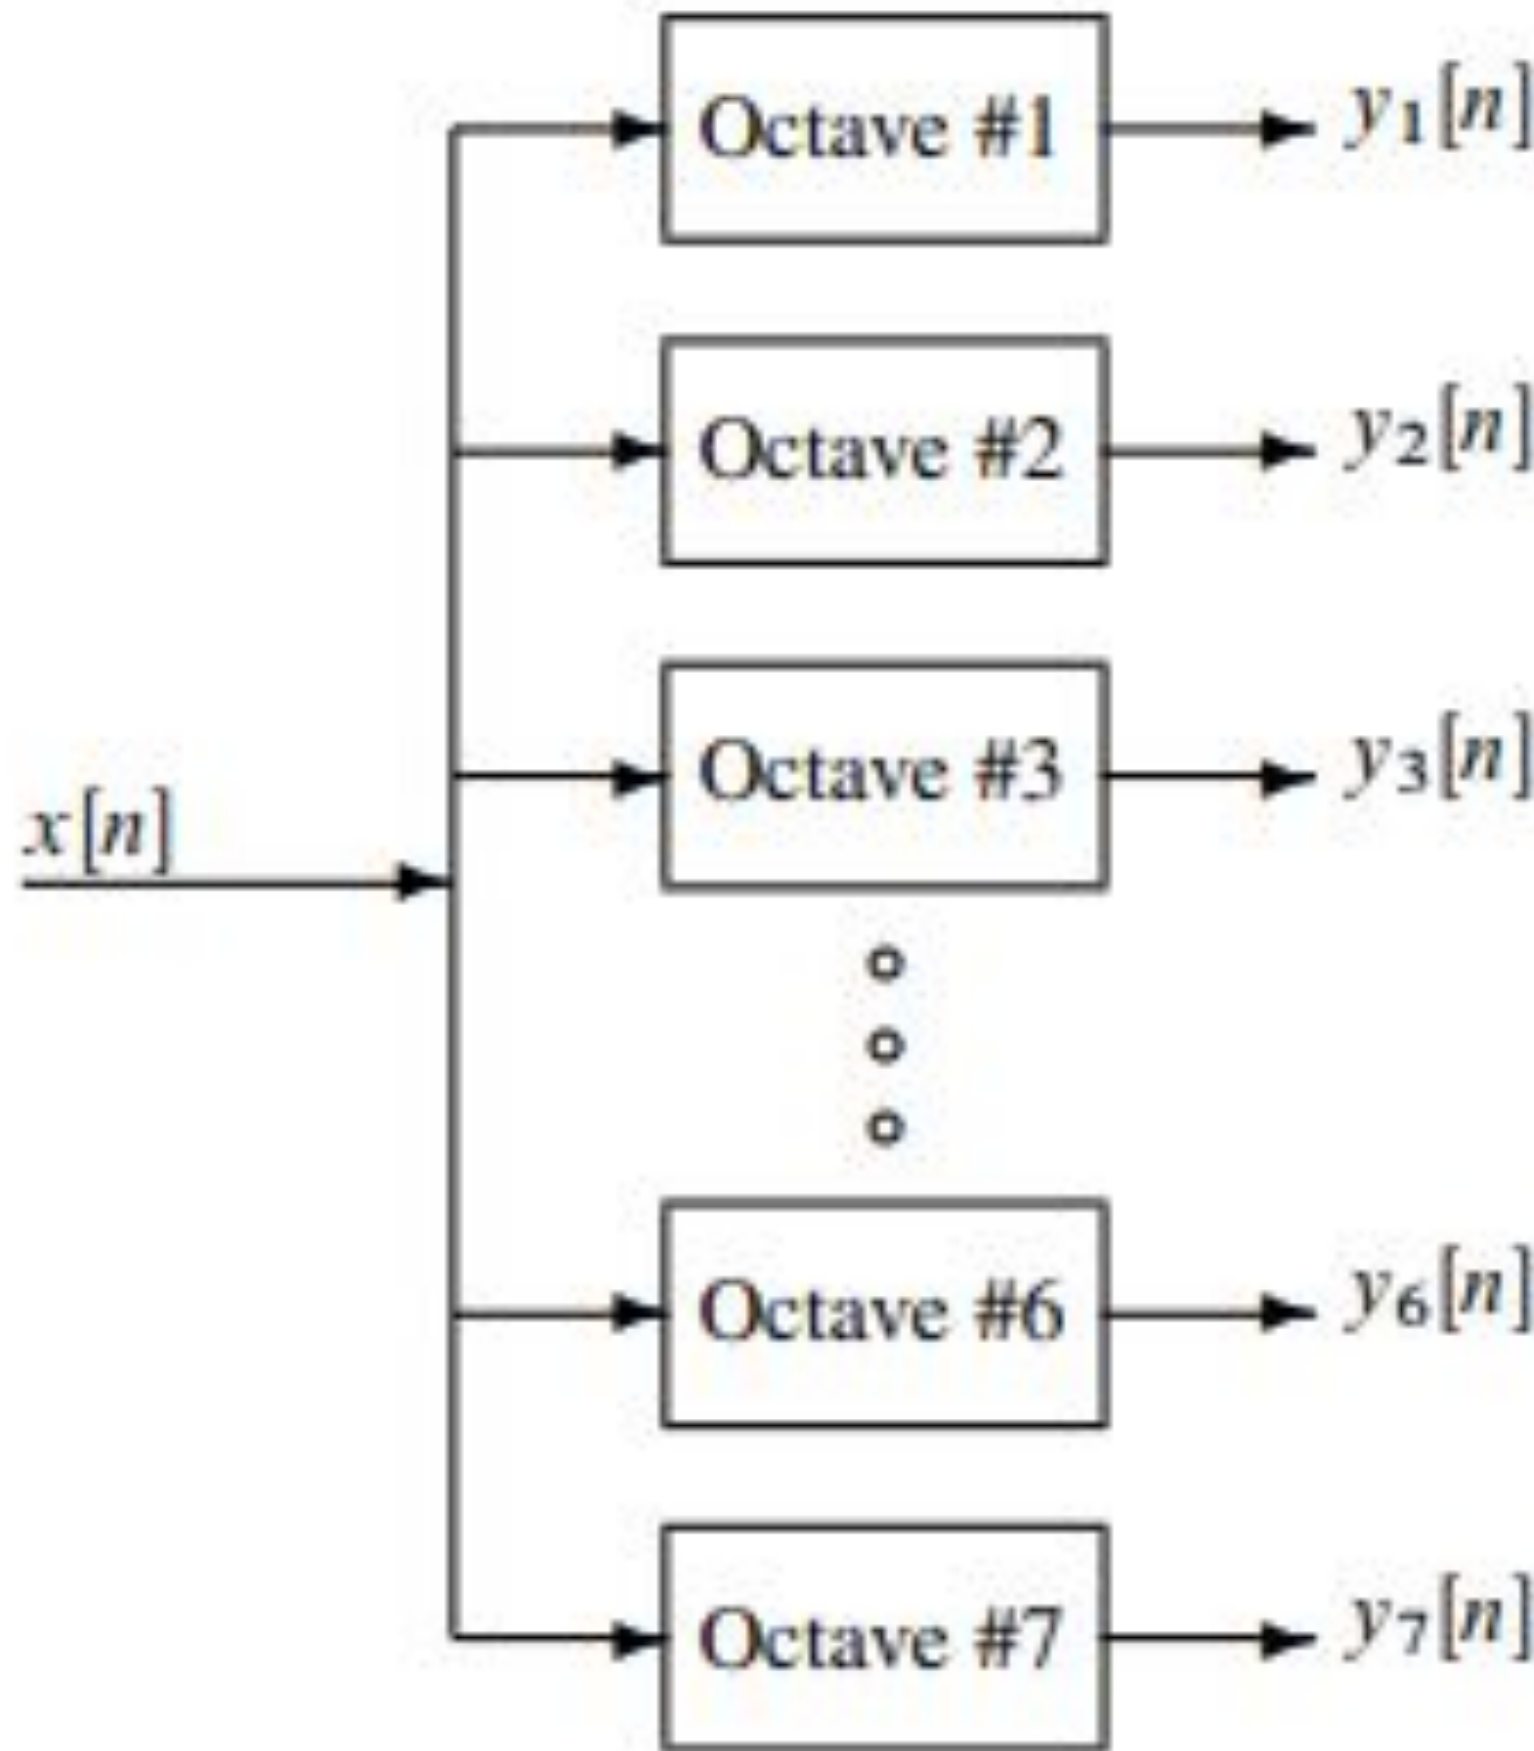 Octave #1 y₁[n]
Octave #2 y₂[n]
Octave #3 y₃[n]
x[n]
Octave #6 y₆[n]
Octave #7 y₇[n]